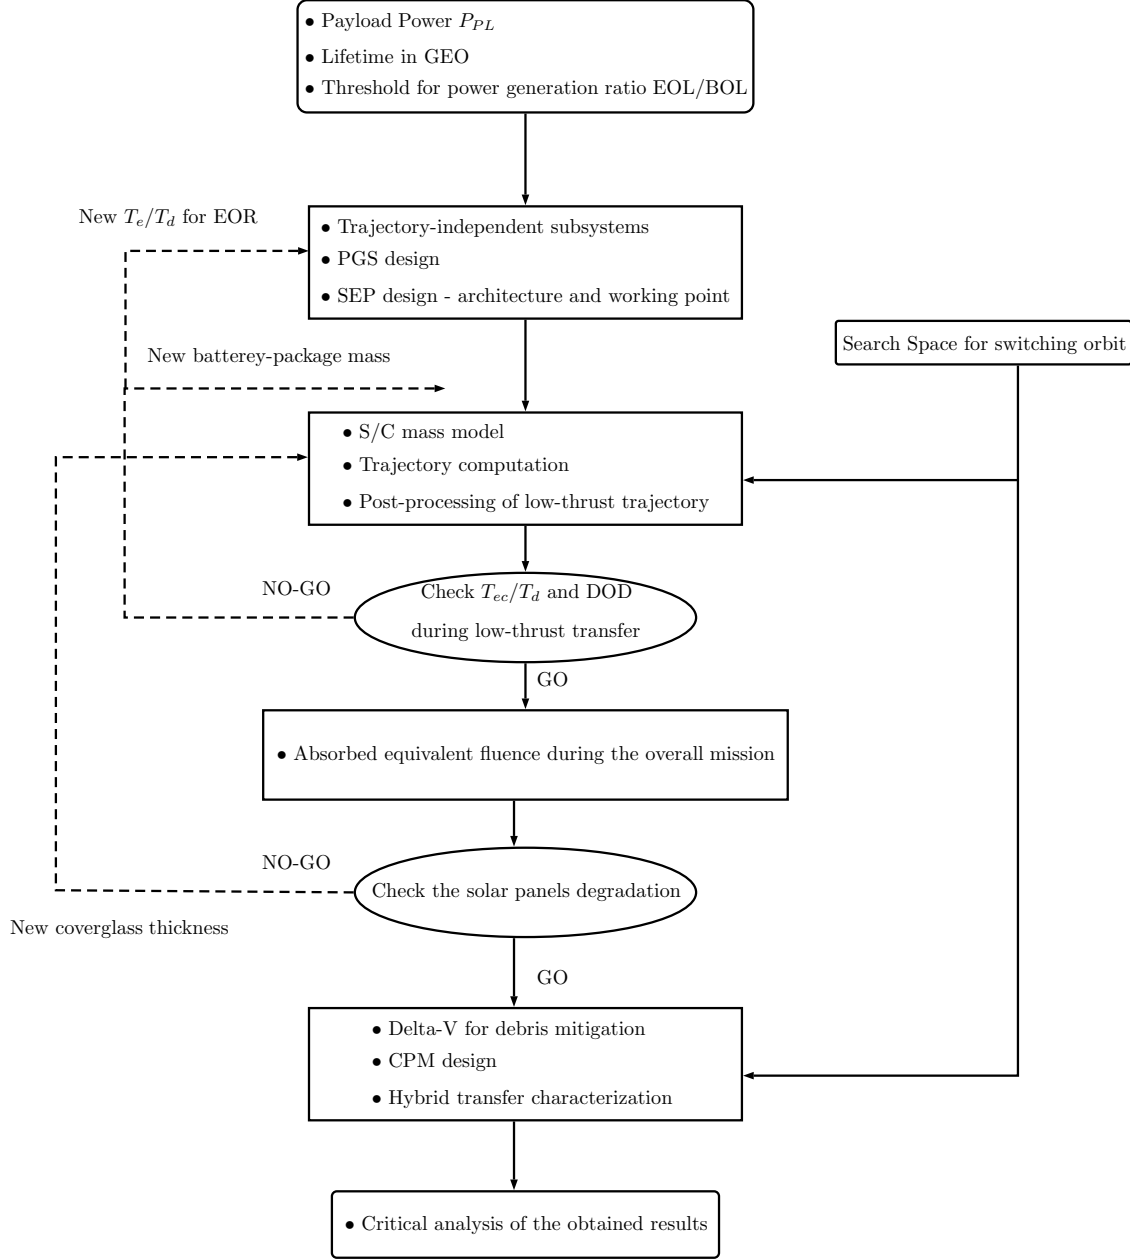 • Payload Power $P_{PL}$
• Lifetime in GEO
• Threshold for power generation ratio EOL/BOL
New $T_e/T_d$ for EOR
• Trajectory-independent subsystems
• PGS design
• SEP design - architecture and working point
Search Space for switching orbit
New batterey-package mass
• S/C mass model
• Trajectory computation
• Post-processing of low-thrust trajectory
NO-GO
Check $T_{ec}/T_d$ and DOD
during low-thrust transfer
GO
• Absorbed equivalent fluence during the overall mission
NO-GO
Check the solar panels degradation
New coverglass thickness
GO
• Delta-V for debris mitigation
• CPM design
• Hybrid transfer characterization
• Critical analysis of the obtained results